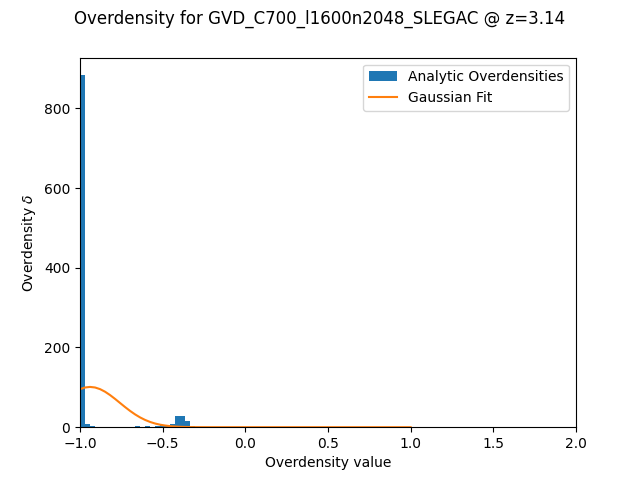 Overdensity for GVD_C700_l1600n2048_SLEGAC @ z=3.14
Analytic Overdensities
Gaussian Fit
Overdensity δ
800
600
400
200
0
−1.0 −0.5 0.0 0.5 1.0 1.5 2.0
Overdensity value